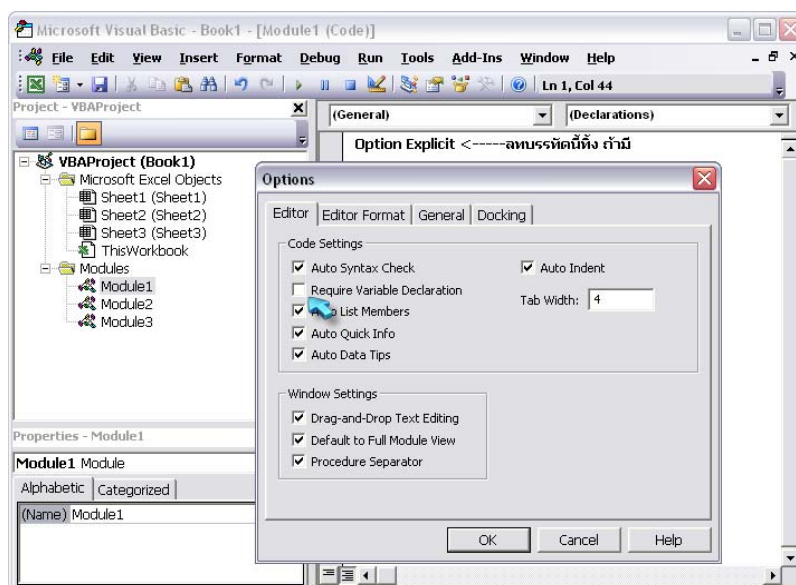 Microsoft Visual Basic - Book1 - [Module1 (Code)]
File Edit View Insert Format Debug Run Tools Add-Ins Window Help
Ln 1, Col 44
Project - VBAProject
(General) (Declarations)
Option Explicit <-----ลทบรรทัดนี้ทิ้ง ถ้ามี
VBAProject (Book1)
Microsoft Excel Objects
Sheet1 (Sheet1)
Sheet2 (Sheet2)
Sheet3 (Sheet3)
ThisWorkbook
Modules
Module1
Module2
Module3
Properties - Module1
Module1 Module
Alphabetic Categorized
(Name) Module1
Options
Editor Editor Format General Docking
Code Settings
Auto Syntax Check
Auto Indent
Require Variable Declaration
Tab Width: 4
Auto List Members
Auto Quick Info
Auto Data Tips
Window Settings
Drag-and-Drop Text Editing
Default to Full Module View
Procedure Separator
OK Cancel Help